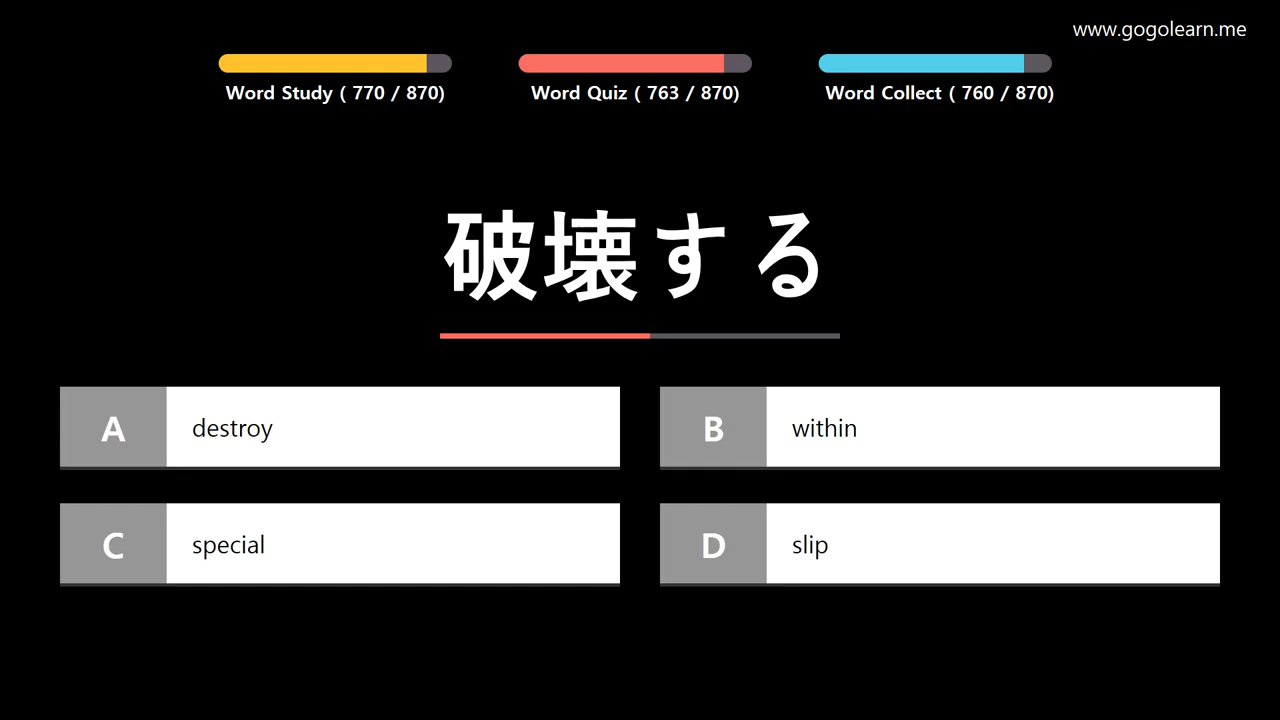 www.gogolearn.me
Word Study ( 770 / 870)
Word Quiz ( 763 / 870)
Word Collect ( 760 / 870)
破壊する
A destroy
B within
C special
D slip